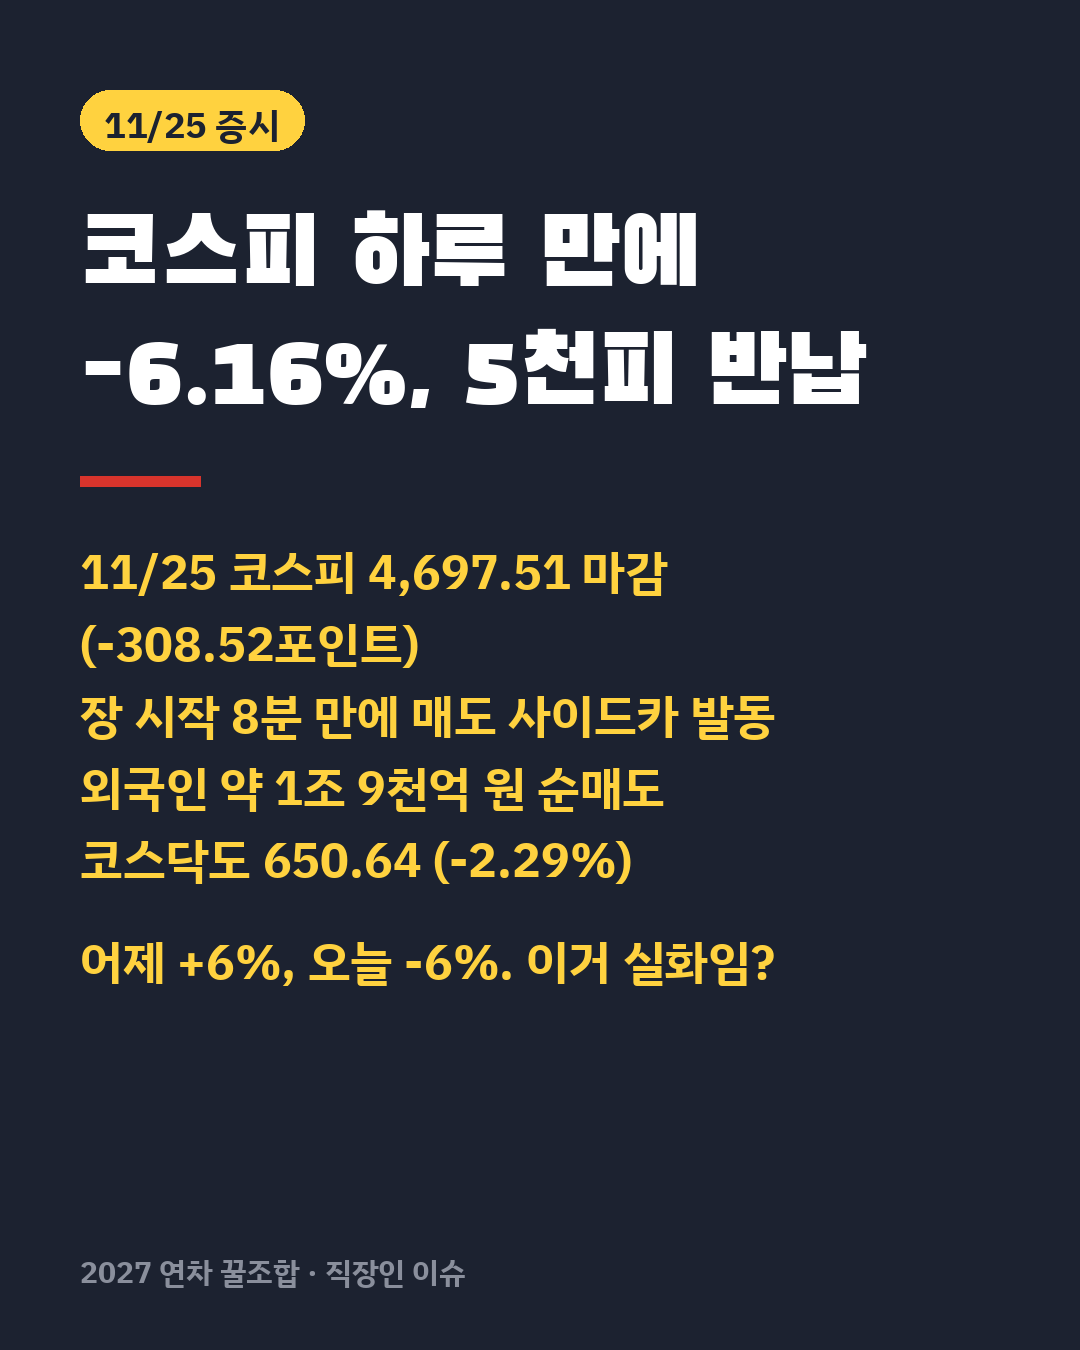 11/25 증시
코스피 하루 만에
-6.16%, 5천피 반납
11/25 코스피 4,697.51 마감
(-308.52포인트)
장 시작 8분 만에 매도 사이드카 발동
외국인 약 1조 9천억 원 순매도
코스닥도 650.64 (-2.29%)
어제 +6%, 오늘 -6%. 이거 실화임?
2027 연차 꿀조합 · 직장인 이슈